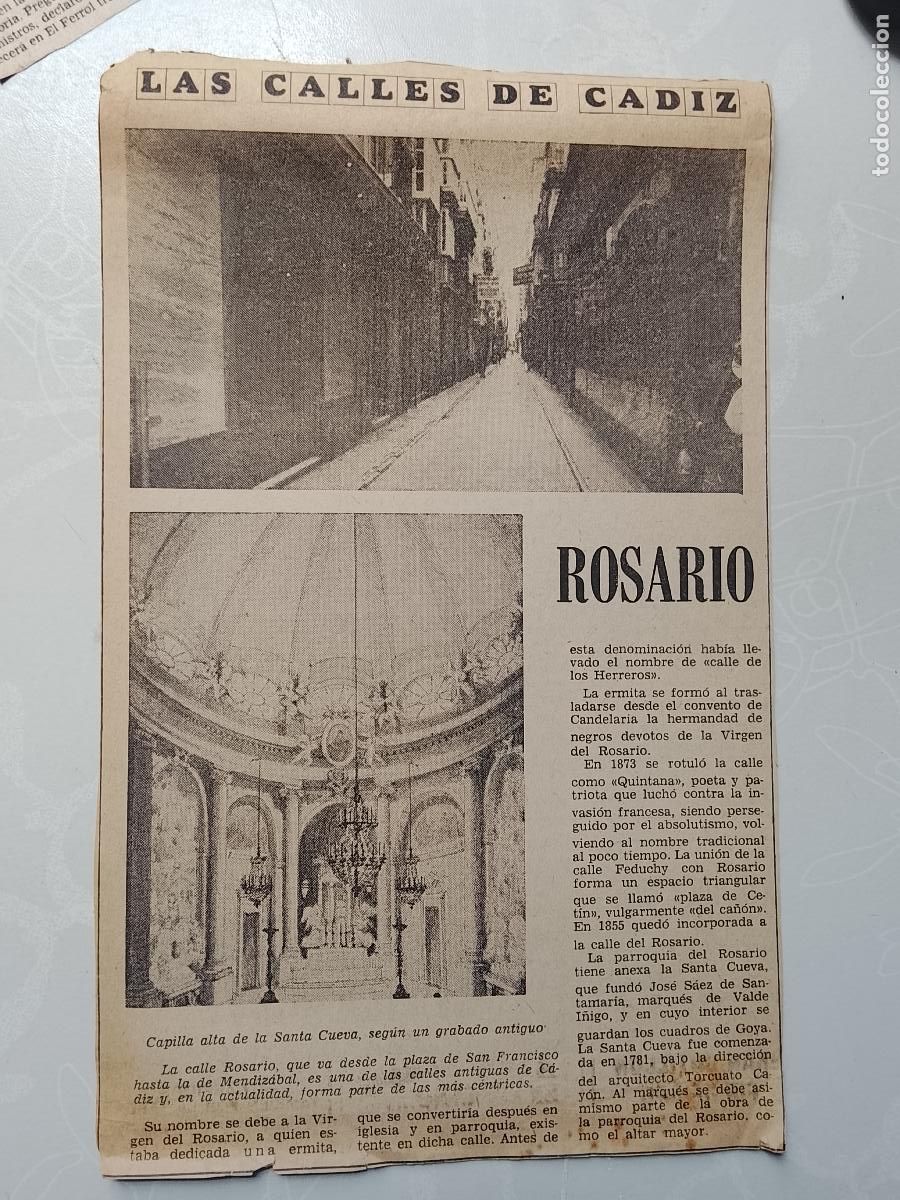 en la
oria. Preg
nistros, declaró
ecerá en El Ferrol
todocoleccion
LAS CALLES DE CADIZ
ROSARIO
Capilla alta de la Santa Cueva, según un grabado antiguo
La calle Rosario, que va desde la plaza de San Francisco
hasta la de Mendizábal, es una de las calles antiguas de Cá-
diz y, en la actualidad, forma parte de las más céntricas.
Su nombre se debe a la Vir-
gen del Rosario, a quien es-
taba dedicada una ermita,
que se convertiría después en
iglesia y en parroquia, exis-
tente en dicha calle. Antes de
esta denominación había lle-
vado el nombre de «calle de
los Herreros».
La ermita se formó al tras-
ladarse desde el convento de
Candelaria la hermandad de
negros devotos de la Virgen
del Rosario.
En 1873 se rotuló la calle
como «Quintana», poeta y pa-
triota que luchó contra la in-
vasión francesa, siendo perse-
guido por el absolutismo, vol-
viendo al nombre tradicional
al poco tiempo. La unión de la
calle Feduchy con Rosario
forma un espacio triangular
que se llamó «plaza de Ce-
tín», vulgarmente «del cañón».
En 1855 quedó incorporada a
la calle del Rosario.
La parroquia del Rosario
tiene anexa la Santa Cueva,
que fundó José Sáez de San-
tamaría, marqués de Valde
Iñigo, y en cuyo interior se
guardan los cuadros de Goya.
La Santa Cueva fue comenza-
da en 1781, bajo la dirección
del arquitecto Torcuato Ca-
yón. Al marqués se debe asi-
mismo parte de la obra de
la parroquia del Rosario, co-
mo el altar mayor.